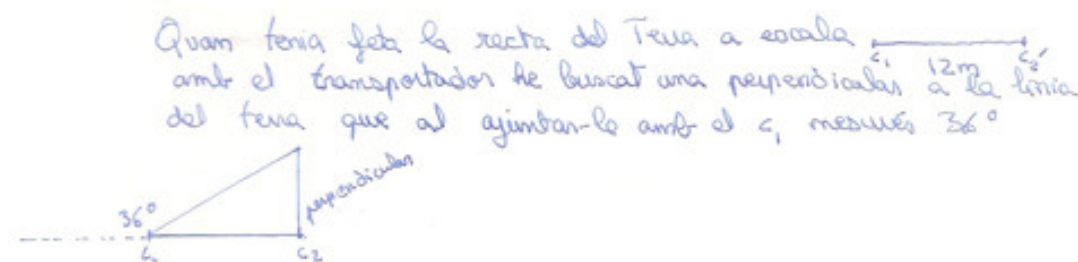 Quan tenia feta la recta del Terra a escala
c₁ 12m c₂'
amb el transportador he buscat una perpendicular a la línia
del terra que al ajuntar-la amb el c₁ mesurés 36°
perpendicular
36°
c₁ c₂